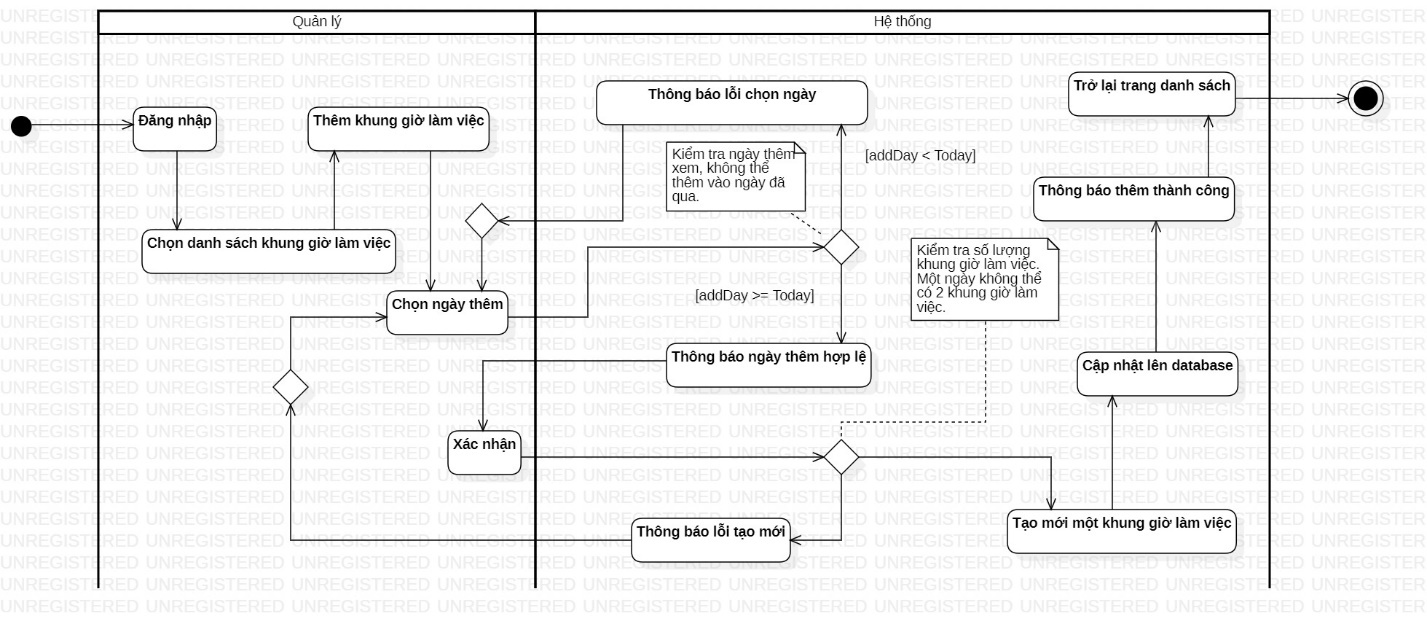 Quản lý
Hệ thống
Đăng nhập
Thêm khung giờ làm việc
Chọn danh sách khung giờ làm việc
Chọn ngày thêm
Xác nhận
Thông báo lỗi chọn ngày
Kiểm tra ngày thêm
xem, không thể
thêm vào ngày đã
qua.
[addDay < Today]
[addDay >= Today]
Thông báo ngày thêm hợp lệ
Kiểm tra số lượng
khung giờ làm việc.
Một ngày không thể
có 2 khung giờ làm
việc.
Thông báo lỗi tạo mới
Tạo mới một khung giờ làm việc
Cập nhật lên database
Thông báo thêm thành công
Trở lại trang danh sách
UNREGISTERED